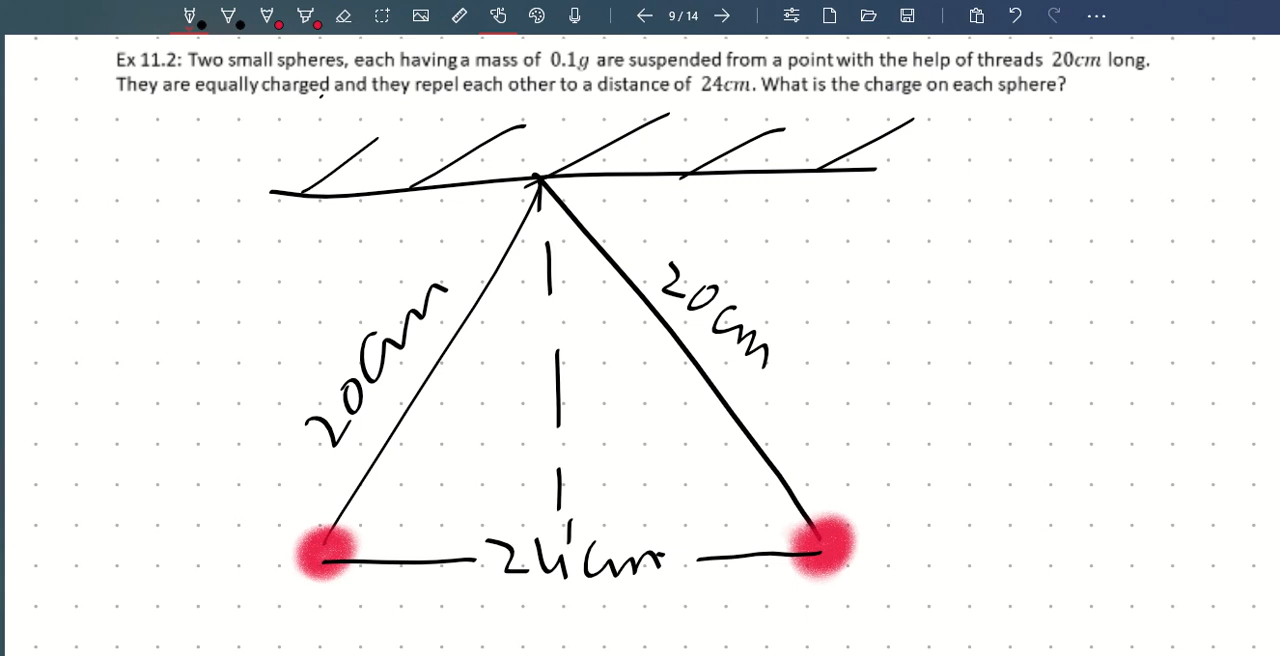 9 / 14
Ex 11.2: Two small spheres, each having a mass of 0.1g are suspended from a point with the help of threads 20cm long.
They are equally charged and they repel each other to a distance of 24cm. What is the charge on each sphere?
20cm
20cm
24cm